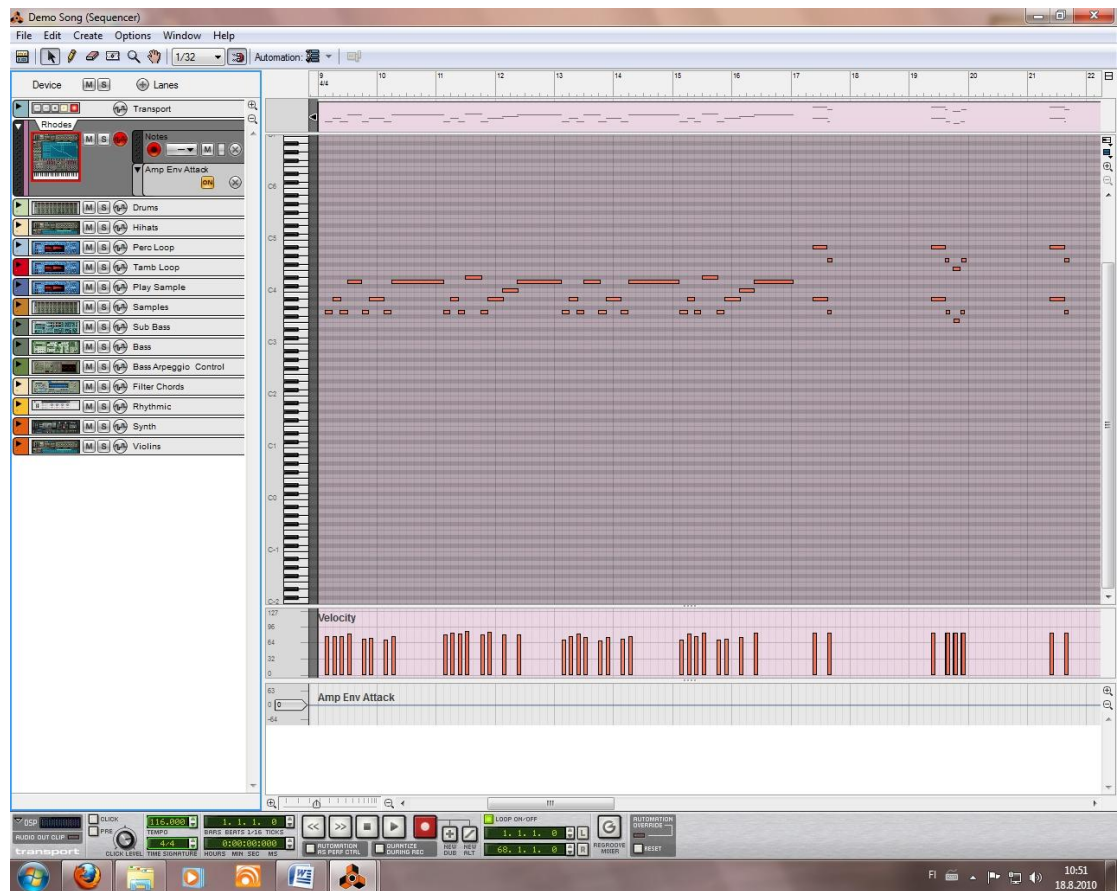 Demo Song (Sequencer)
File Edit Create Options Window Help
1/32 Automation:
Device M S Lanes
9 10 11 12 13 14 15 16 17 18 19 20 21 22
4/4
Transport
Rhodes
M S Notes
M
Amp Env Attack
ON
M S Drums
M S Hihats
M S Perc Loop
M S Tamb Loop
M S Play Sample
M S Samples
M S Sub Bass
M S Bass
M S Bass Arpeggio Control
M S Filter Chords
M S Rhythmic
M S Synth
M S Violins
C6
C5
C4
C3
C2
C1
C0
C-1
C-2
127
96
64
32
0
Velocity
63
0
-64
0
Amp Env Attack
DSP
AUDIO OUT CLIP
transport
CLICK
PRE
CLICK LEVEL
116.000
TEMPO
4/4
TIME SIGNATURE
1. 1. 1. 0
BARS BEATS 1/16 TICKS
0:00:00:000
HOURS MIN SEC MS
AUTOMATION AS PERF CTRL
QUANTIZE DURING REC
NEW DUB
NEW ALT
LOOP ON/OFF
1. 1. 1. 0 L
68. 1. 1. 0 R
REGROOVE MIXER
AUTOMATION OVERRIDE
RESET
FI
10:51
18.8.2010